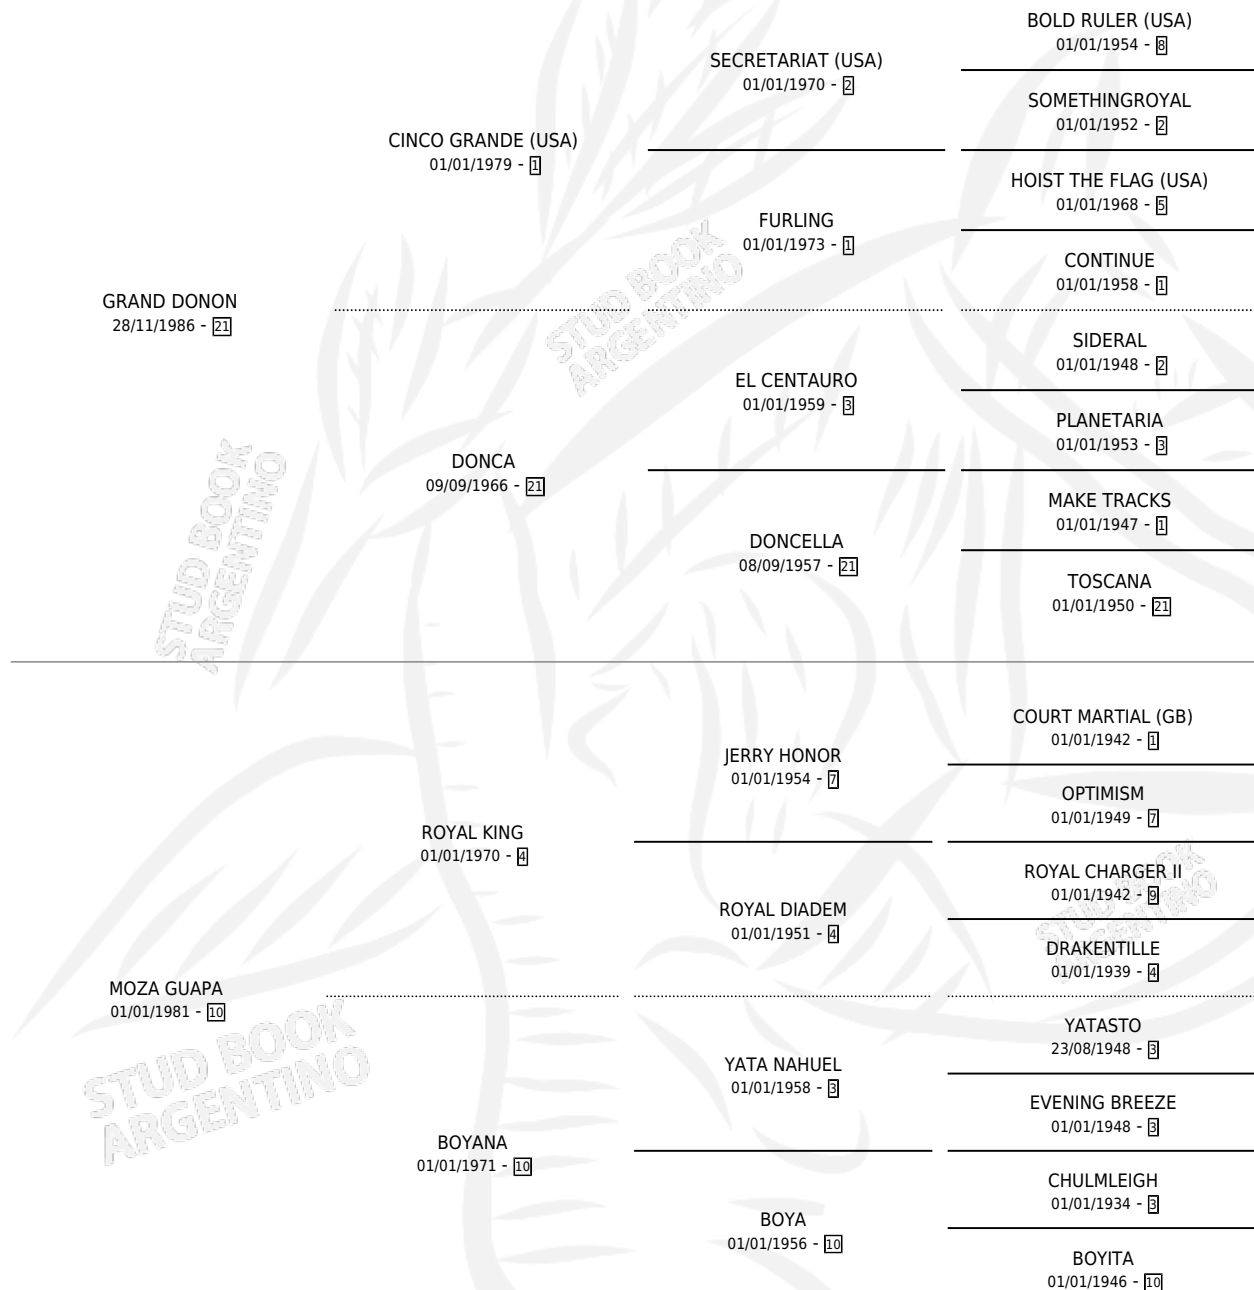 GRAND DONON
28/11/1986 - 21
CINCO GRANDE (USA)
01/01/1979 - 1
DONCA
09/09/1966 - 21
SECRETARIAT (USA)
01/01/1970 - 2
FURLING
01/01/1973 - 1
EL CENTAURO
01/01/1959 - 3
DONCELLA
08/09/1957 - 21
BOLD RULER (USA)
01/01/1954 - 8
SOMETHINGROYAL
01/01/1952 - 2
HOIST THE FLAG (USA)
01/01/1968 - 5
CONTINUE
01/01/1958 - 1
SIDERAL
01/01/1948 - 2
PLANETARIA
01/01/1953 - 3
MAKE TRACKS
01/01/1947 - 1
TOSCANA
01/01/1950 - 21
MOZA GUAPA
01/01/1981 - 10
ROYAL KING
01/01/1970 - 4
BOYANA
01/01/1971 - 10
JERRY HONOR
01/01/1954 - 7
ROYAL DIADEM
01/01/1951 - 4
YATA NAHUEL
01/01/1958 - 3
BOYA
01/01/1956 - 10
COURT MARTIAL (GB)
01/01/1942 - 1
OPTIMISM
01/01/1949 - 7
ROYAL CHARGER II
01/01/1942 - 9
DRAKENTILLE
01/01/1939 - 4
YATASTO
23/08/1948 - 3
EVENING BREEZE
01/01/1948 - 3
CHULMLEIGH
01/01/1934 - 3
BOYITA
01/01/1946 - 10
STUD BOOK
ARGENTINO
STUD BOOK
ARGENTINO
STUD BOOK
ARGENTINO
STUD BOOK
ARGENTINO